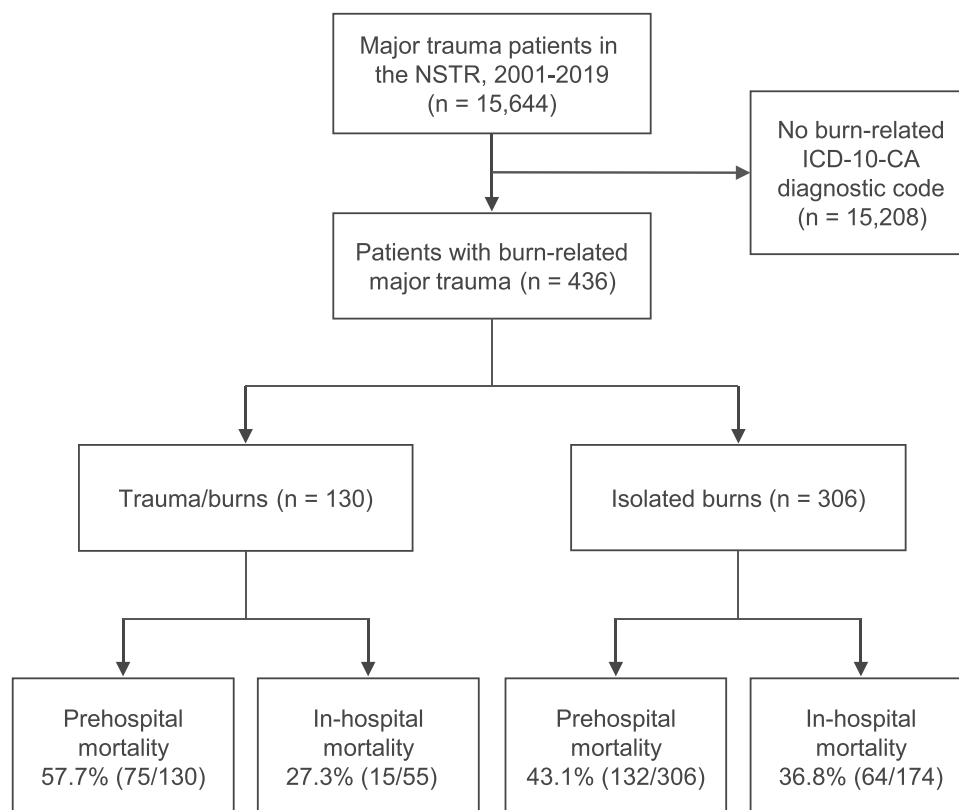 Major trauma patients in
the NSTR, 2001-2019
(n = 15,644)
No burn-related
ICD-10-CA
diagnostic code
(n = 15,208)
Patients with burn-related
major trauma (n = 436)
Trauma/burns (n = 130)
Isolated burns (n = 306)
Prehospital
mortality
57.7% (75/130)
In-hospital
mortality
27.3% (15/55)
Prehospital
mortality
43.1% (132/306)
In-hospital
mortality
36.8% (64/174)